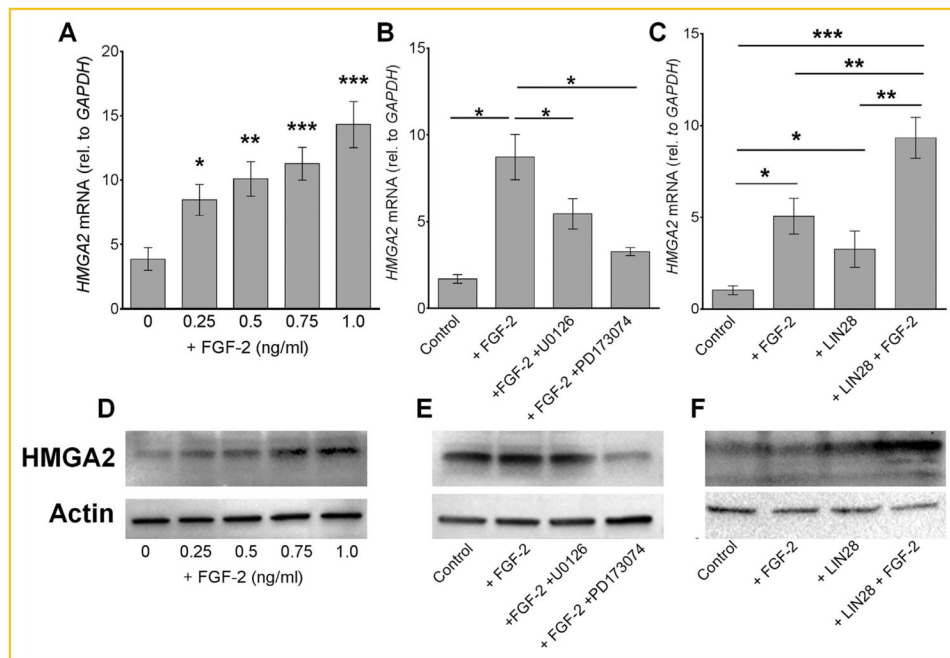 A
HMGA2 mRNA (rel. to GAPDH)
20
15
10
5
0
*
**
***
***
0 0.25 0.5 0.75 1.0
+ FGF-2 (ng/ml)
B
HMGA2 mRNA (rel. to GAPDH)
15
10
5
0
*
* *
Control
+ FGF-2
+FGF-2 +U0126
+ FGF-2 +PD173074
C
HMGA2 mRNA (rel. to GAPDH)
15
10
5
0
***
**
**
*
*
Control
+ FGF-2
+ LIN28
+ LIN28 + FGF-2
D
HMGA2
Actin
0 0.25 0.5 0.75 1.0
+ FGF-2 (ng/ml)
E
Control
+ FGF-2
+FGF-2 +U0126
+ FGF-2 +PD173074
F
Control
+ FGF-2
+ LIN28
+ LIN28 + FGF-2